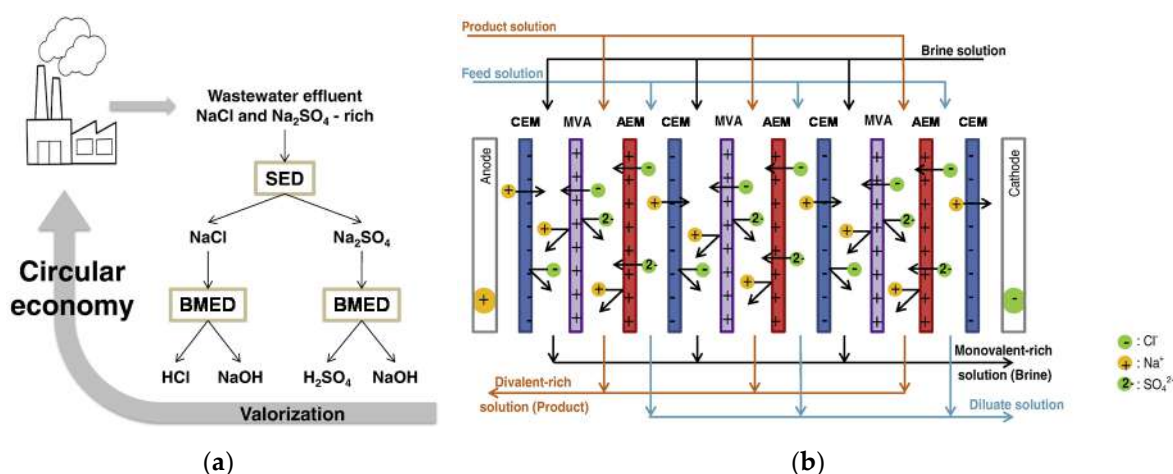 Wastewater effluent
NaCl and Na₂SO₄ - rich
SED
NaCl
Na₂SO₄
Circular
economy
BMED
BMED
HCl
NaOH
H₂SO₄
NaOH
Valorization
(a)
Product solution
Brine solution
Feed solution
CEM
MVA
AEM
CEM
MVA
AEM
CEM
MVA
AEM
CEM
Anode
Cathode
Monovalent-rich
solution (Brine)
Divalent-rich
solution (Product)
Diluate solution
- : Cl⁻
+ : Na⁺
2- : SO₄²⁻
(b)